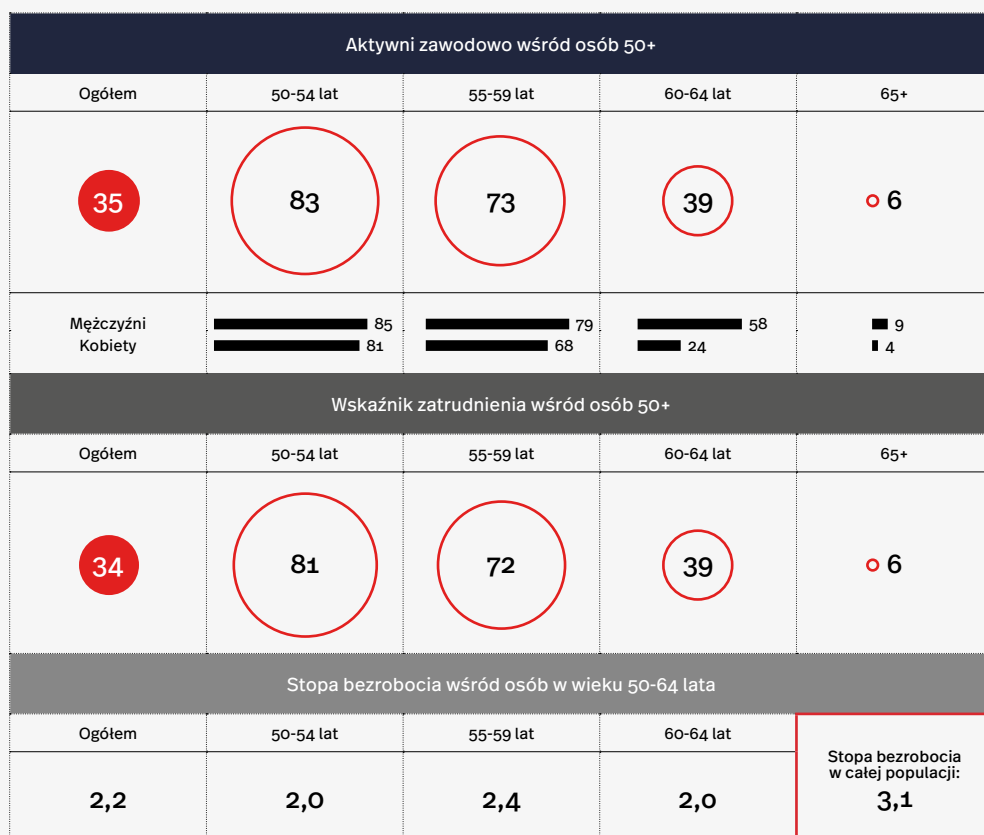 Aktywni zawodowo wśród osób 50+
Ogółem 50-54 lat 55-59 lat 60-64 lat 65+
35 83 73 39 6
Mężczyźni 85 79 58 9
Kobiety 81 68 24 4
Wskaźnik zatrudnienia wśród osób 50+
Ogółem 50-54 lat 55-59 lat 60-64 lat 65+
34 81 72 39 6
Stopa bezrobocia wśród osób w wieku 50-64 lata
Ogółem 50-54 lat 55-59 lat 60-64 lat
2,2 2,0 2,4 2,0
Stopa bezrobocia
w całej populacji:
3,1